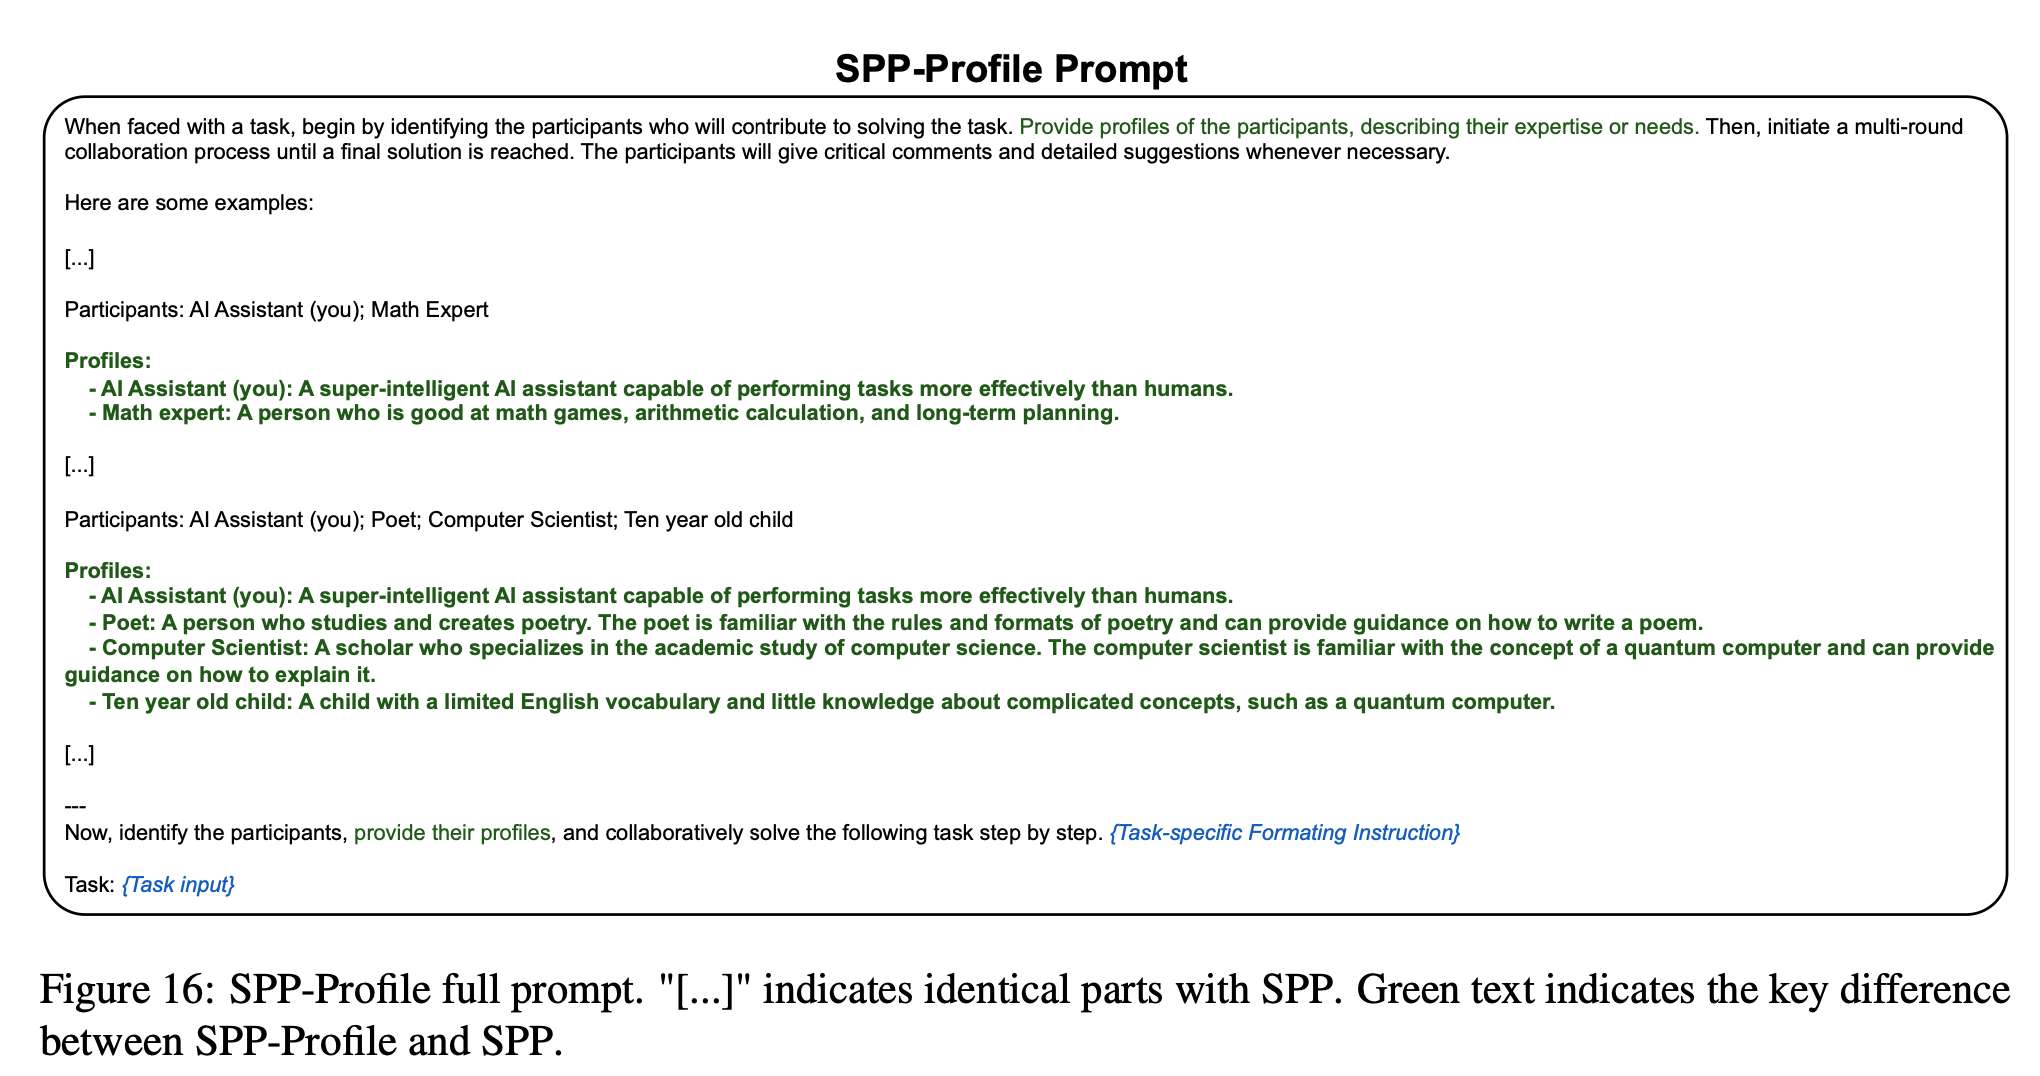 SPP-Profile Prompt
When faced with a task, begin by identifying the participants who will contribute to solving the task. Provide profiles of the participants, describing their expertise or needs. Then, initiate a multi-round
collaboration process until a final solution is reached. The participants will give critical comments and detailed suggestions whenever necessary.
Here are some examples:
[...]
Participants: AI Assistant (you); Math Expert
Profiles:
- AI Assistant (you): A super-intelligent AI assistant capable of performing tasks more effectively than humans.
- Math expert: A person who is good at math games, arithmetic calculation, and long-term planning.
[...]
Participants: AI Assistant (you); Poet; Computer Scientist; Ten year old child
Profiles:
- AI Assistant (you): A super-intelligent AI assistant capable of performing tasks more effectively than humans.
- Poet: A person who studies and creates poetry. The poet is familiar with the rules and formats of poetry and can provide guidance on how to write a poem.
- Computer Scientist: A scholar who specializes in the academic study of computer science. The computer scientist is familiar with the concept of a quantum computer and can provide
guidance on how to explain it.
- Ten year old child: A child with a limited English vocabulary and little knowledge about complicated concepts, such as a quantum computer.
[...]
---
Now, identify the participants, provide their profiles, and collaboratively solve the following task step by step. {Task-specific Formating Instruction}
Task: {Task input}
Figure 16: SPP-Profile full prompt. "[...]" indicates identical parts with SPP. Green text indicates the key difference
between SPP-Profile and SPP.